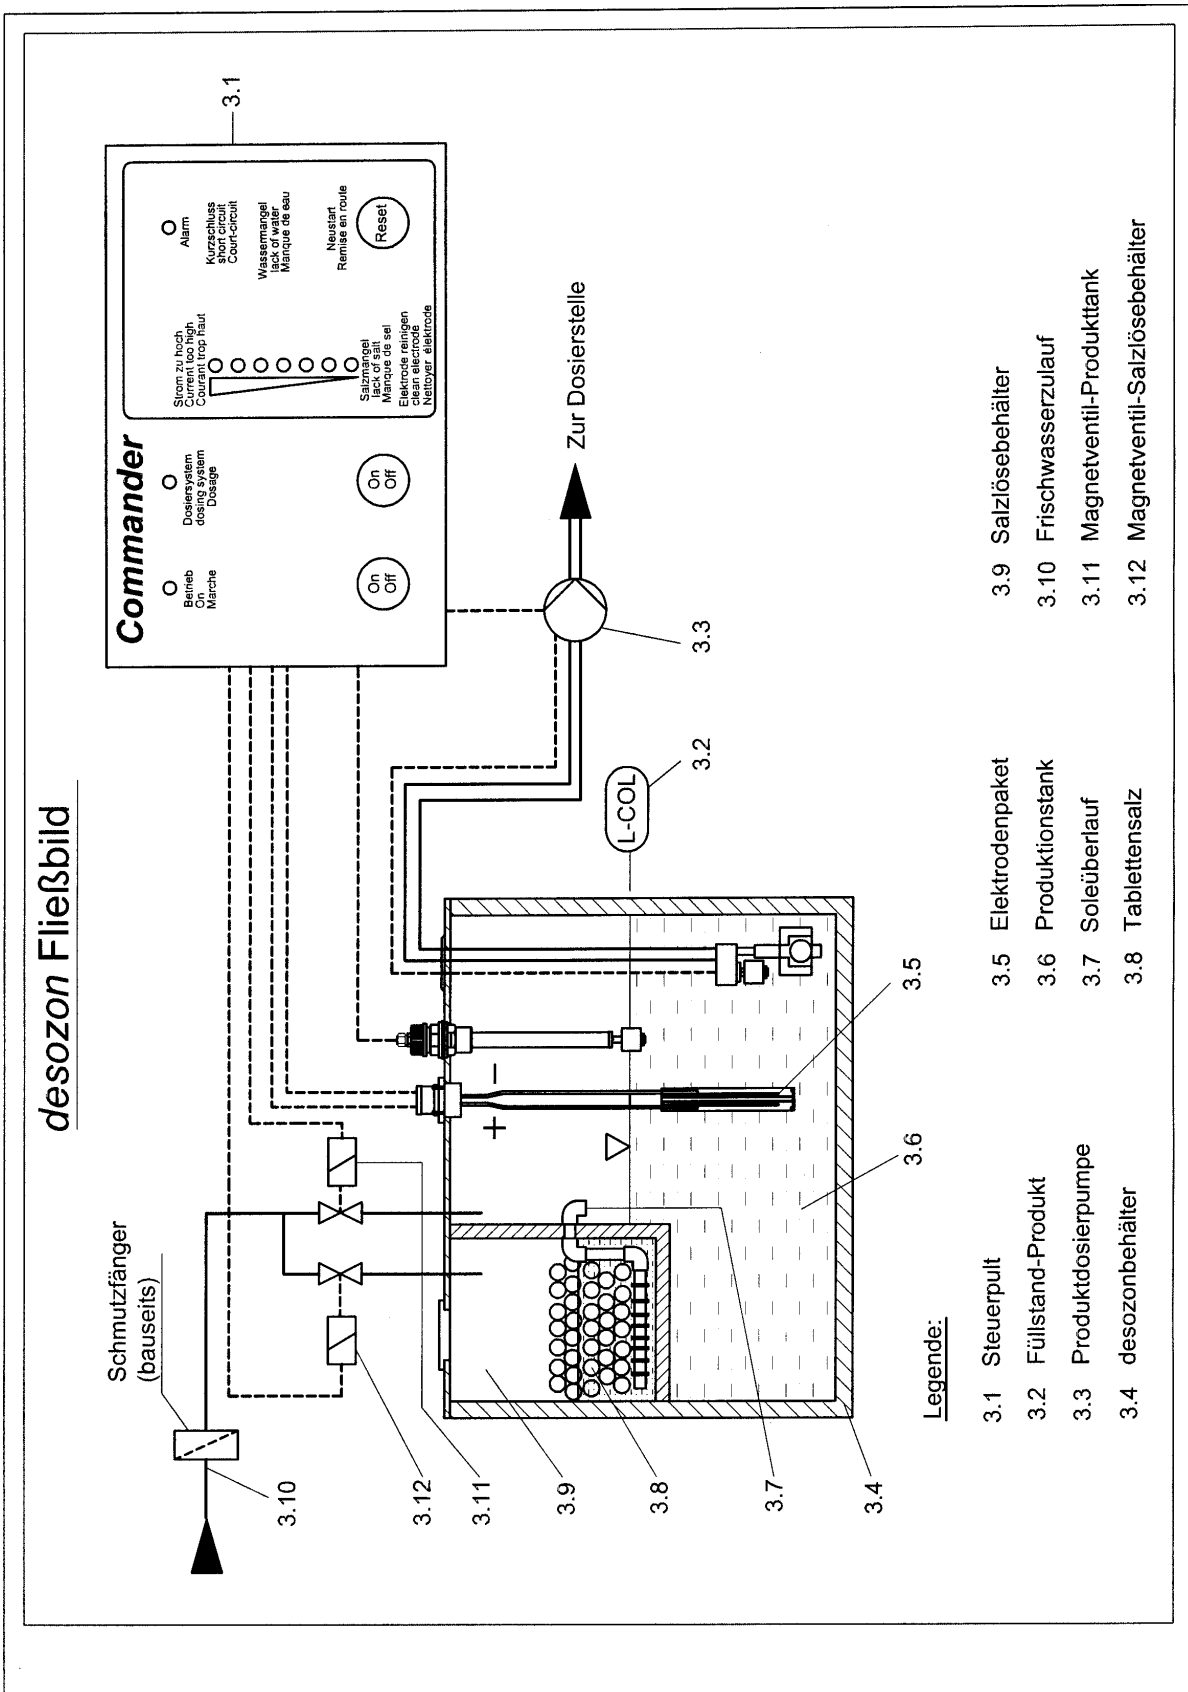 desozon Fließbild
Schmutzfänger
(bauseits)
3.10
3.12
3.11
3.9
3.8
3.7
3.4
3.6
3.5
3.2
3.3
3.1
+
-
L-COL
Zur Dosierstelle
Commander
Betrieb
On
Marche
Dosiersystem
dosing system
Dosage
Strom zu hoch
Current too high
Courant trop haut
Alarm
Kurzschluss
short circuit
Court-circuit
Wassermangel
lack of water
Manque de eau
Salzmangel
lack of salt
Manque de sel
Elektrode reinigen
clean electrode
Nettoyer élektrode
Neustart
Remise en route
On
Off
On
Off
Reset
Legende:
3.1 Steuerpult
3.2 Füllstand-Produkt
3.3 Produktdosierpumpe
3.4 desozonbehälter
3.5 Elektrodenpaket
3.6 Produktionstank
3.7 Soleüberlauf
3.8 Tablettensalz
3.9 Salzlösebehälter
3.10 Frischwasserzulauf
3.11 Magnetventil-Produkttank
3.12 Magnetventil-Salzlösebehälter